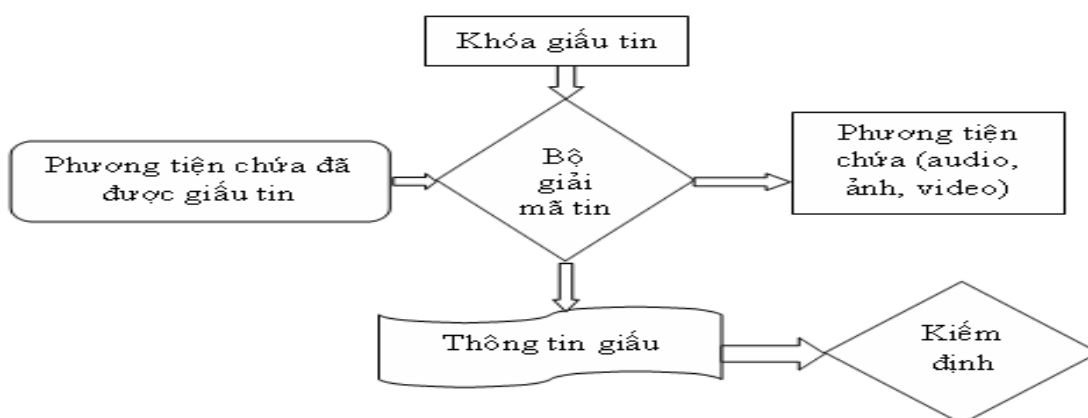 Khóa giấu tin
Phương tiện chứa đã
được giấu tin
Bộ
giải
mã tin
Phương tiện
chứa (audio,
ảnh, video)
Thông tin giấu
Kiếm
định